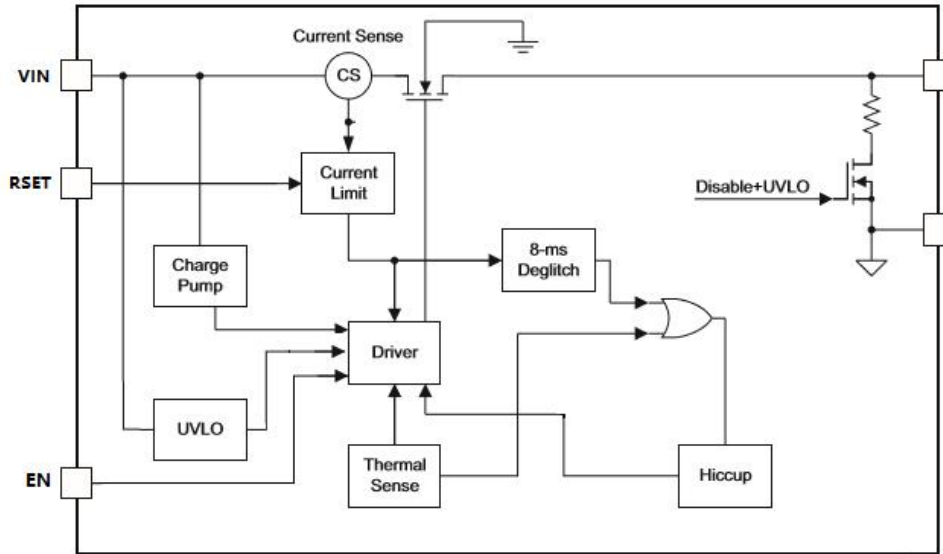 Current Sense
VIN
CS
RSET
Current
Limit
Disable+UVLO
8-ms
Deglitch
Charge
Pump
Driver
UVLO
Thermal
Sense
Hiccup
EN